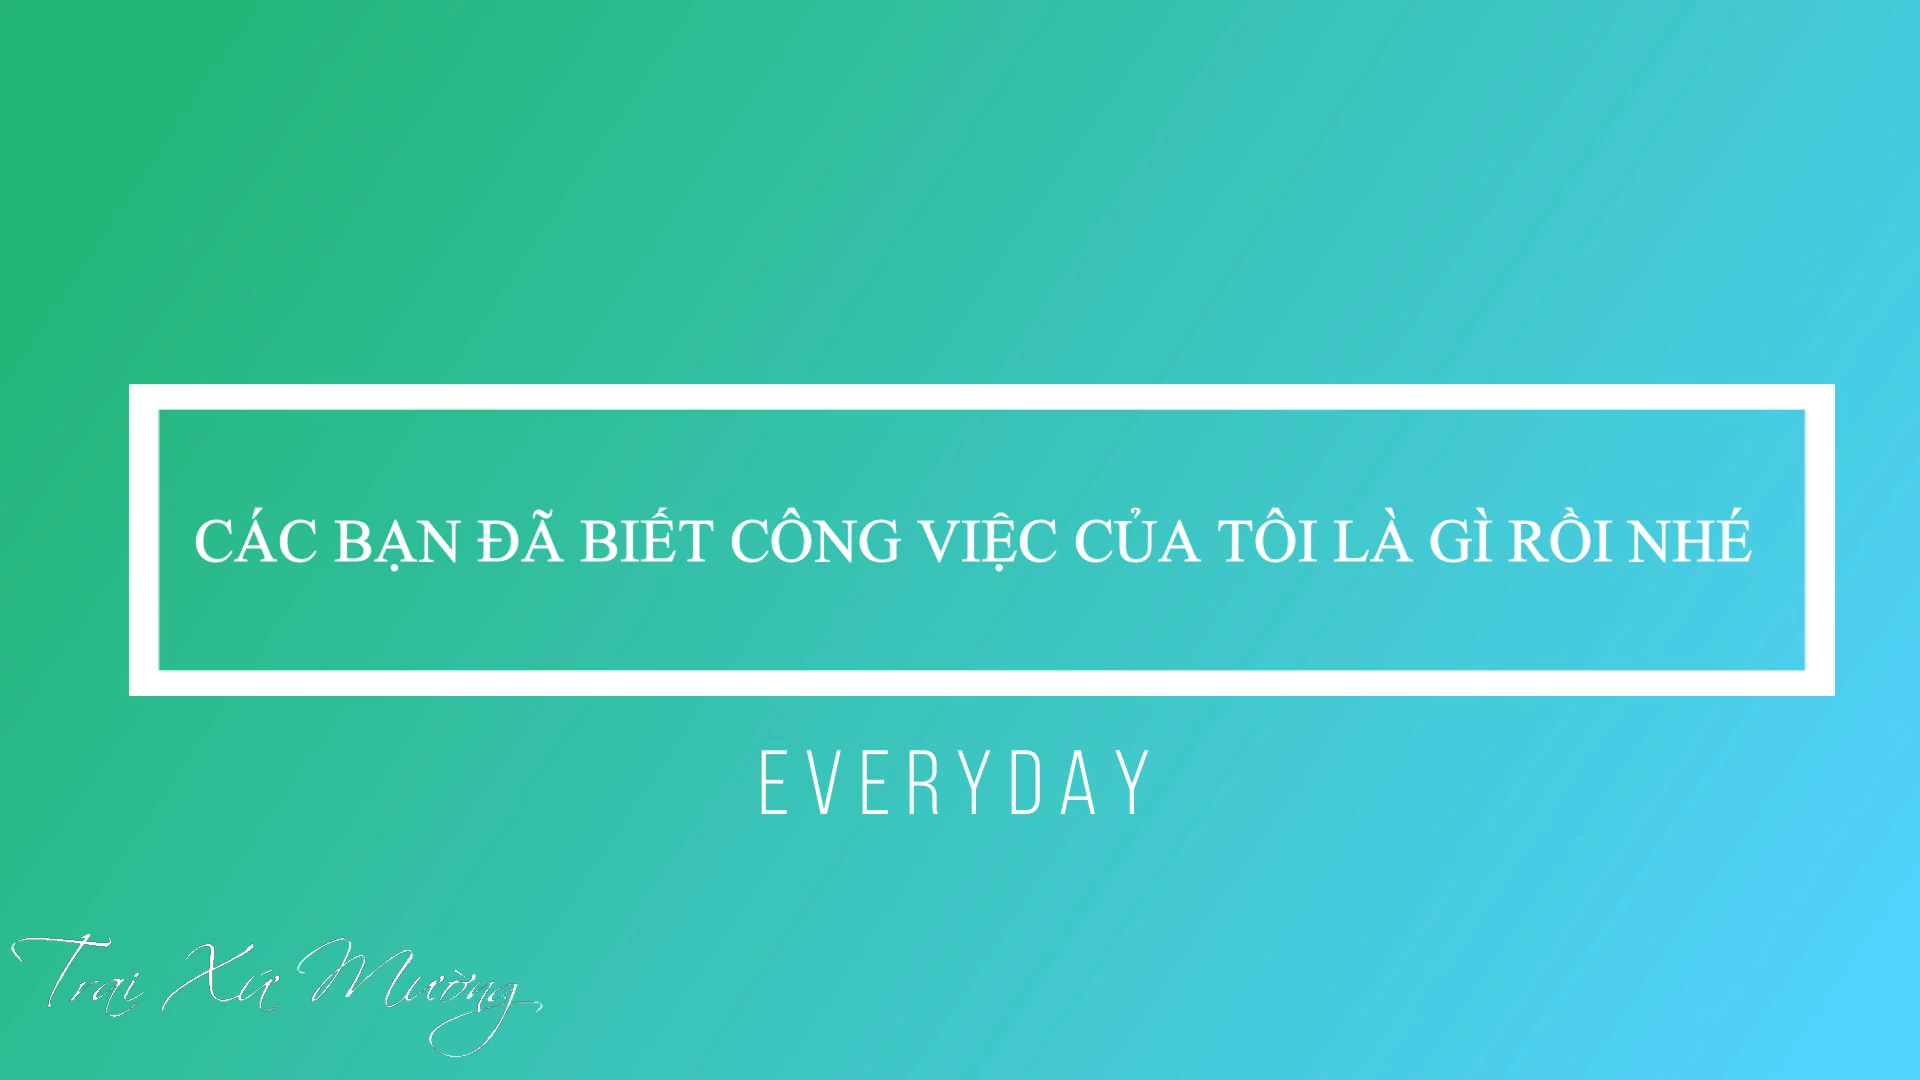 CÁC BẠN ĐÃ BIẾT CÔNG VIỆC CỦA TÔI LÀ GÌ RỒI NHÉ
EVERYDAY
Trai Xứ Mường